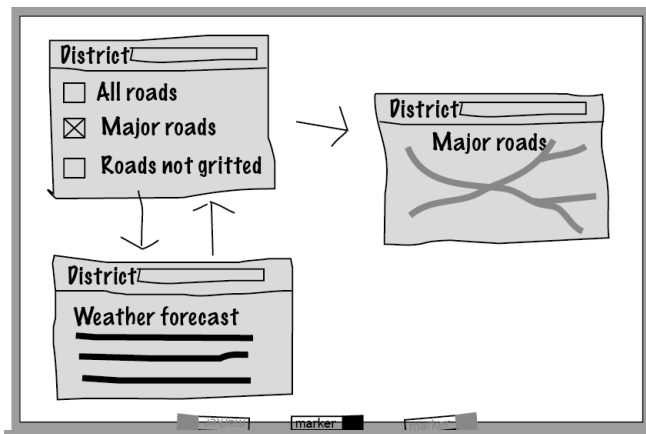 District
All roads
Major roads
Roads not gritted
District
Major roads
District
Weather forecast
marker